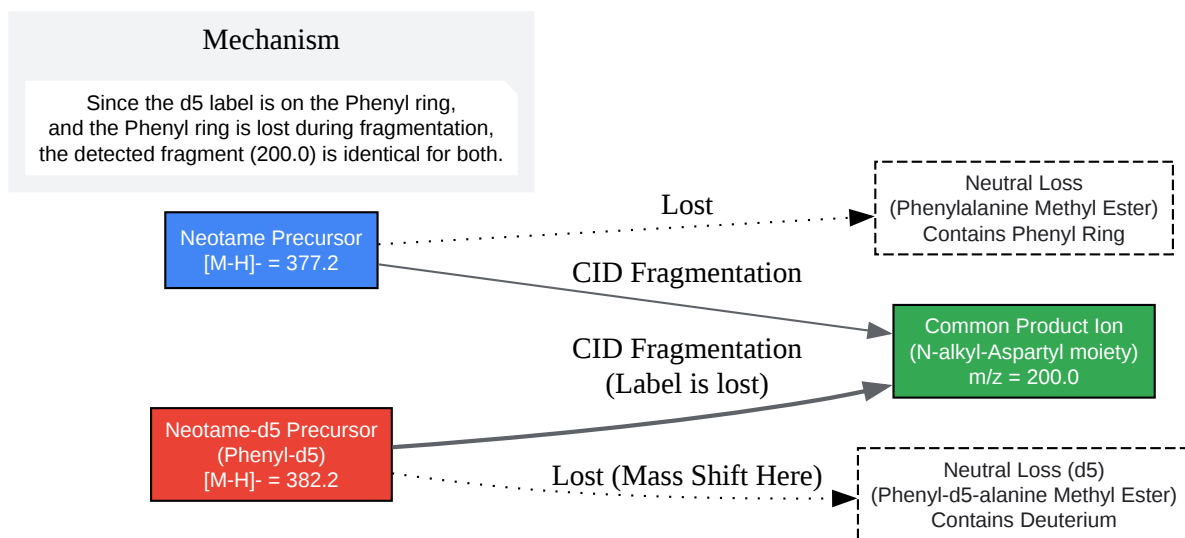 Mechanism
Since the d5 label is on the Phenyl ring,
and the Phenyl ring is lost during fragmentation,
the detected fragment (200.0) is identical for both.
Neotame Precursor
[M-H]- = 377.2
Lost
Neutral Loss
(Phenylalanine Methyl Ester)
Contains Phenyl Ring
CID Fragmentation
Common Product Ion
(N-alkyl-Aspartyl moiety)
m/z = 200.0
CID Fragmentation
(Label is lost)
Neotame-d5 Precursor
(Phenyl-d5)
[M-H]- = 382.2
Lost (Mass Shift Here)
Neutral Loss (d5)
(Phenyl-d5-alanine Methyl Ester)
Contains Deuterium